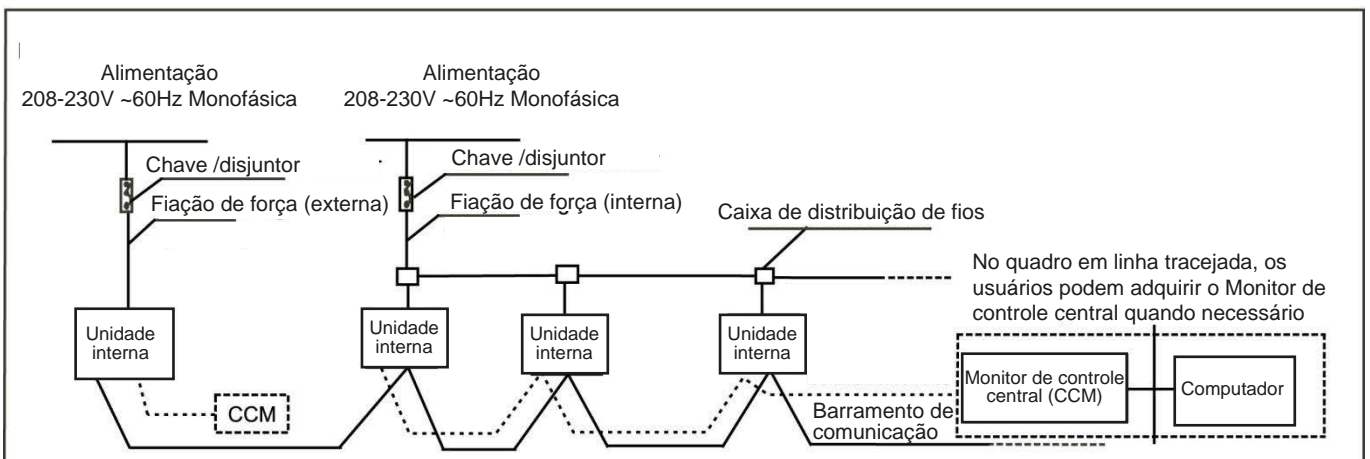 Alimentação
208-230V ~60Hz Monofásica
Alimentação
208-230V ~60Hz Monofásica
Chave /disjuntor
Fiação de força (externa)
Chave /disjuntor
Fiação de força (interna)
Caixa de distribuição de fios
No quadro em linha tracejada, os
usuários podem adquirir o Monitor de
controle central quando necessário
Unidade
interna
Unidade
interna
Unidade
interna
Unidade
interna
CCM
Monitor de controle
central (CCM)
Computador
Barramento de
comunicação